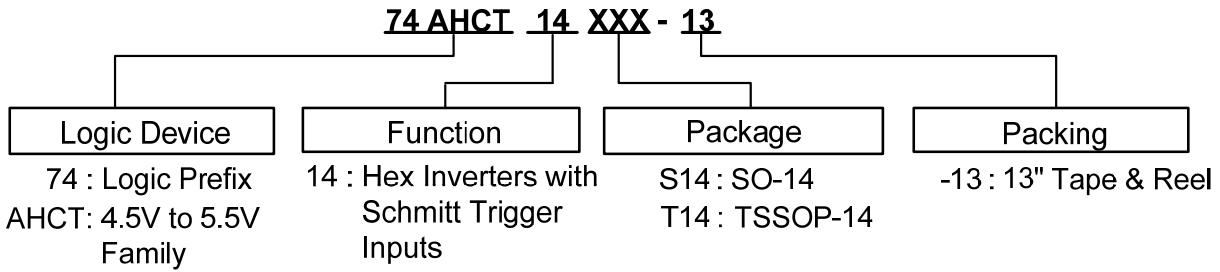 74 AHCT 14 XXX - 13
Logic Device
74 : Logic Prefix
AHCT: 4.5V to 5.5V
Family
Function
14 : Hex Inverters with
Schmitt Trigger
Inputs
Package
S14 : SO-14
T14 : TSSOP-14
Packing
-13 : 13" Tape & Reel